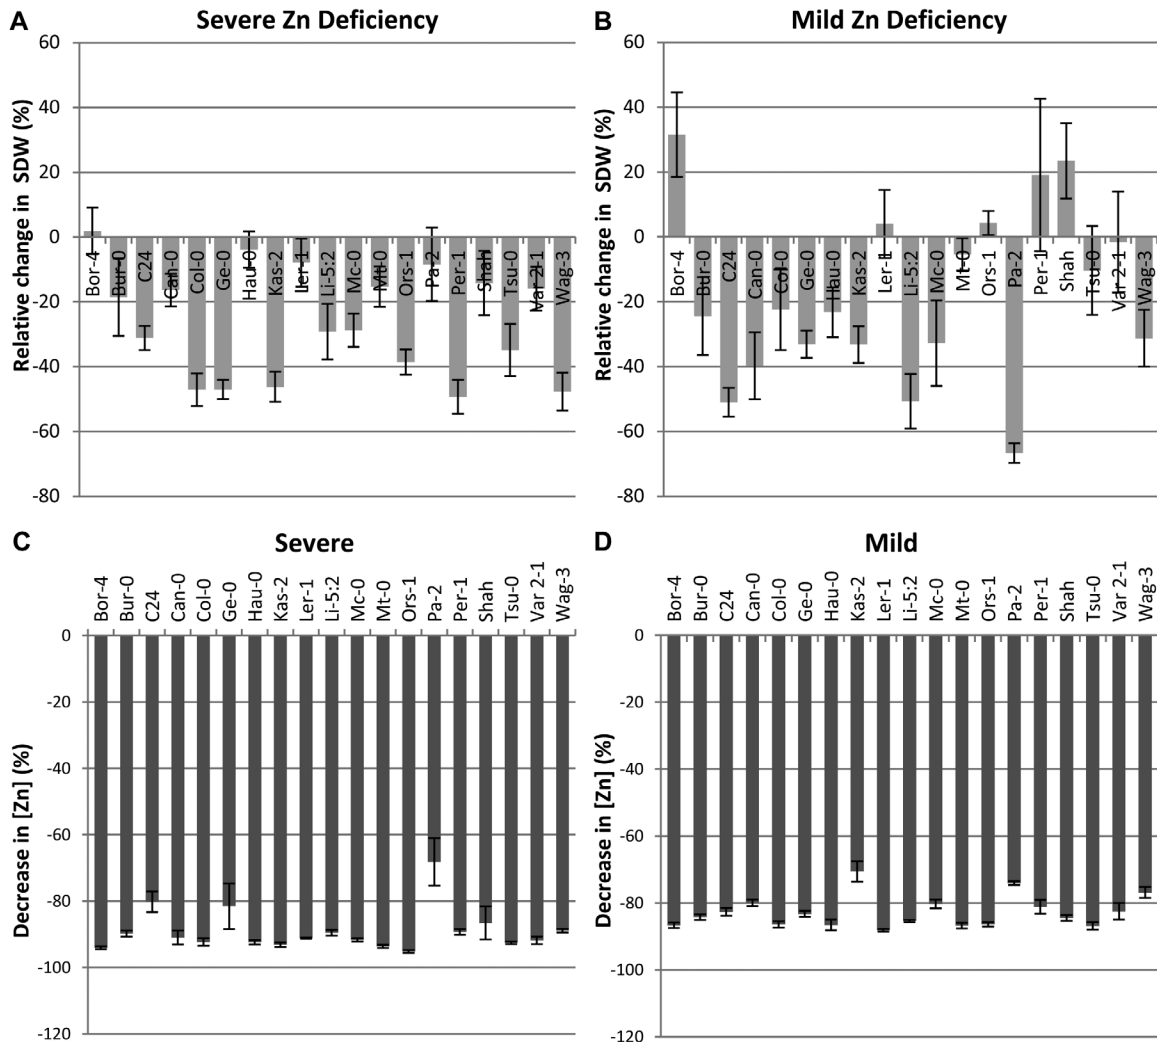 A
Severe Zn Deficiency
Relative change in SDW (%)
60
40
20
0
-20
-40
-60
-80
Bor-4
Bur-0
C24
Can-0
Col-0
Ge-0
Hau-0
Kas-2
Ler-1
Li-5:2
Mc-0
Mt-0
Ors-1
Pa-2
Per-1
Shah
Tsu-0
Var 2-1
Wag-3
B
Mild Zn Deficiency
Relative change in SDW (%)
60
40
20
0
-20
-40
-60
-80
Bor-4
Bur-0
C24
Can-0
Col-0
Ge-0
Hau-0
Kas-2
Ler-1
Li-5:2
Mc-0
Mt-0
Ors-1
Pa-2
Per-1
Shah
Tsu-0
Var 2-1
Wag-3
C
Severe
Bor-4
Bur-0
C24
Can-0
Col-0
Ge-0
Hau-0
Kas-2
Ler-1
Li-5:2
Mc-0
Mt-0
Ors-1
Pa-2
Per-1
Shah
Tsu-0
Var 2-1
Wag-3
Decrease in [Zn] (%)
0
-20
-40
-60
-80
-100
-120
D
Mild
Bor-4
Bur-0
C24
Can-0
Col-0
Ge-0
Hau-0
Kas-2
Ler-1
Li-5:2
Mc-0
Mt-0
Ors-1
Pa-2
Per-1
Shah
Tsu-0
Var 2-1
Wag-3
Decrease in [Zn] (%)
0
-20
-40
-60
-80
-100
-120